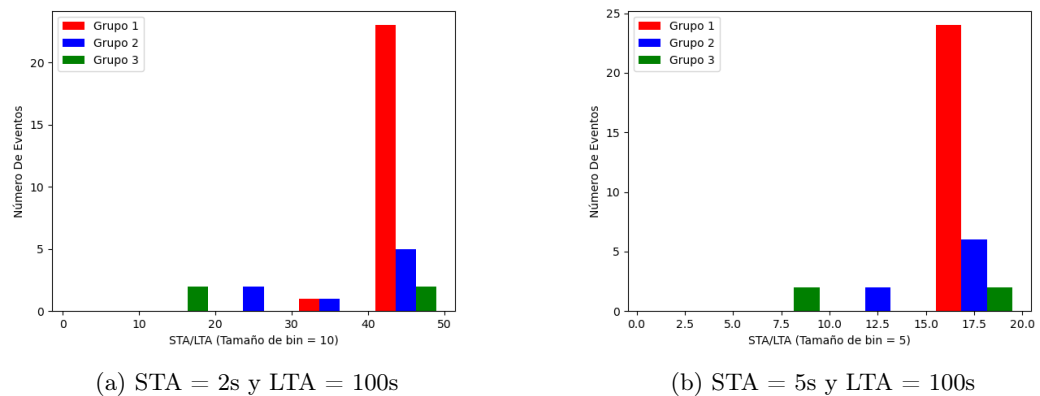 Grupo 1
Grupo 2
Grupo 3
Número De Eventos
20
15
10
5
0
0 10 20 30 40 50
STA/LTA (Tamaño de bin = 10)
(a) STA = 2s y LTA = 100s
Grupo 1
Grupo 2
Grupo 3
Número De Eventos
25
20
15
10
5
0
0.0 2.5 5.0 7.5 10.0 12.5 15.0 17.5 20.0
STA/LTA (Tamaño de bin = 5)
(b) STA = 5s y LTA = 100s